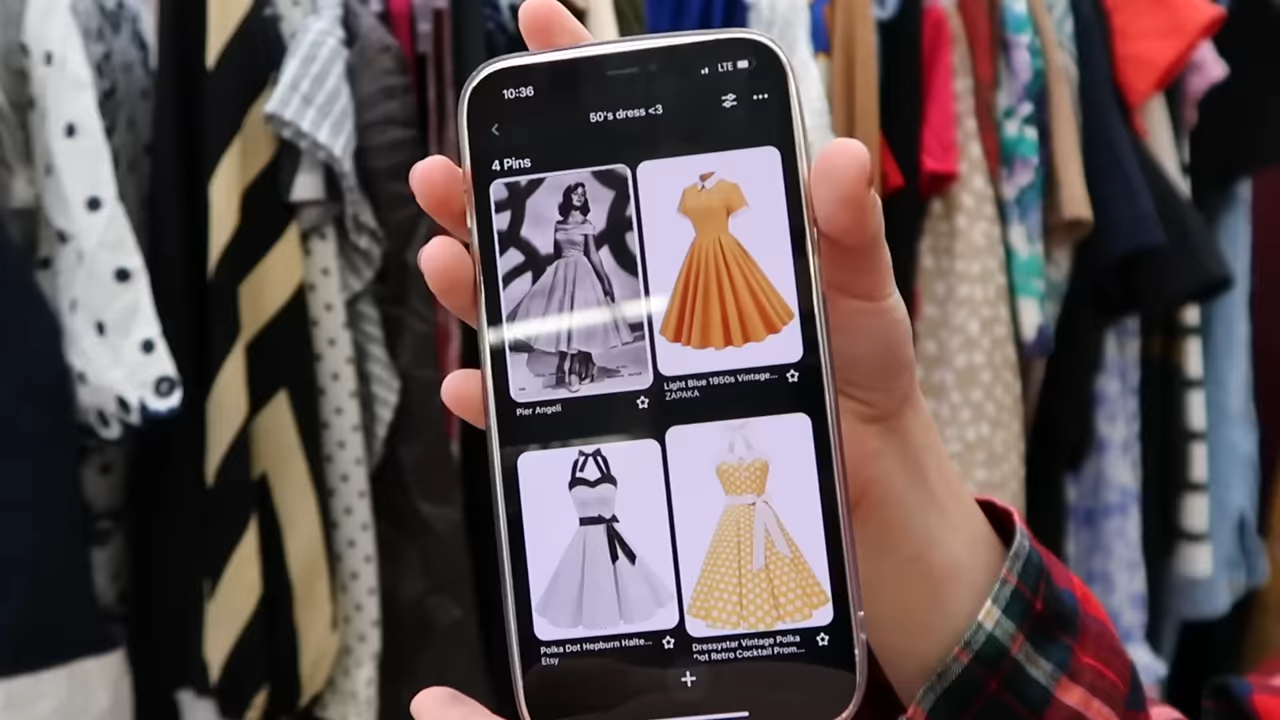 10:36
LTE
50's dress <3
4 Pins
Pier Angeli
Light Blue 1950s Vintage...
ZAPAKA
Polka Dot Hepburn Halte...
Etsy
Dressystar Vintage Polka
Dot Retro Cocktail Prom...